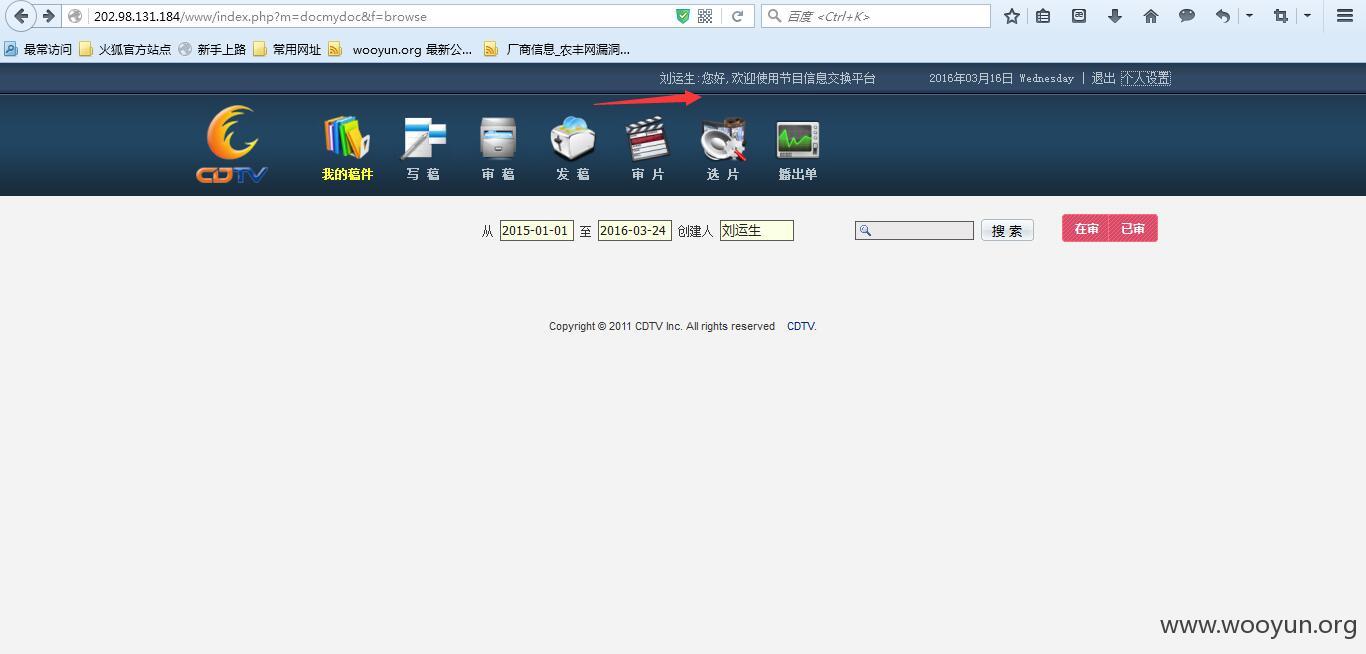 202.98.131.184/www/index.php?m=docmydoc&f=browse
百度 <Ctrl+K>
最常访问 火狐官方站点 新手上路 常用网址 wooyun.org 最新公... 厂商信息_农丰网漏洞...
刘运生:您好,欢迎使用节目信息交换平台 2016年03月16日 Wednesday | 退出 个人设置
CDTV
我的稿件 写 稿 审 稿 发 稿 审 片 选 片 播出单
从 2015-01-01 至 2016-03-24 创建人 刘运生 搜 索 在审 已审
Copyright © 2011 CDTV Inc. All rights reserved CDTV.
www.wooyun.org